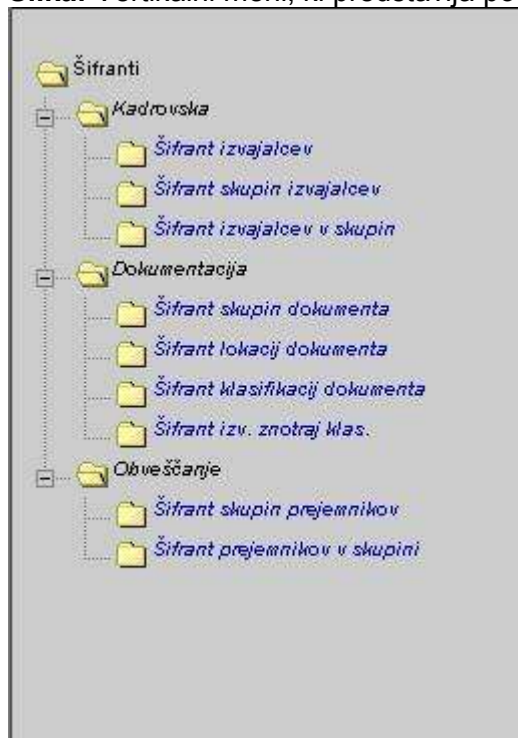 Šifranti
Kadrovska
Šifrant izvajalcev
Šifrant skupin izvajalcev
Šifrant izvajalcev v skupin
Dokumentacija
Šifrant skupin dokumenta
Šifrant lokacij dokumenta
Šifrant klasifikacij dokumenta
Šifrant izv. znotraj klas.
Obveščanje
Šifrant skupin prejemnikov
Šifrant prejemnikov v skupini